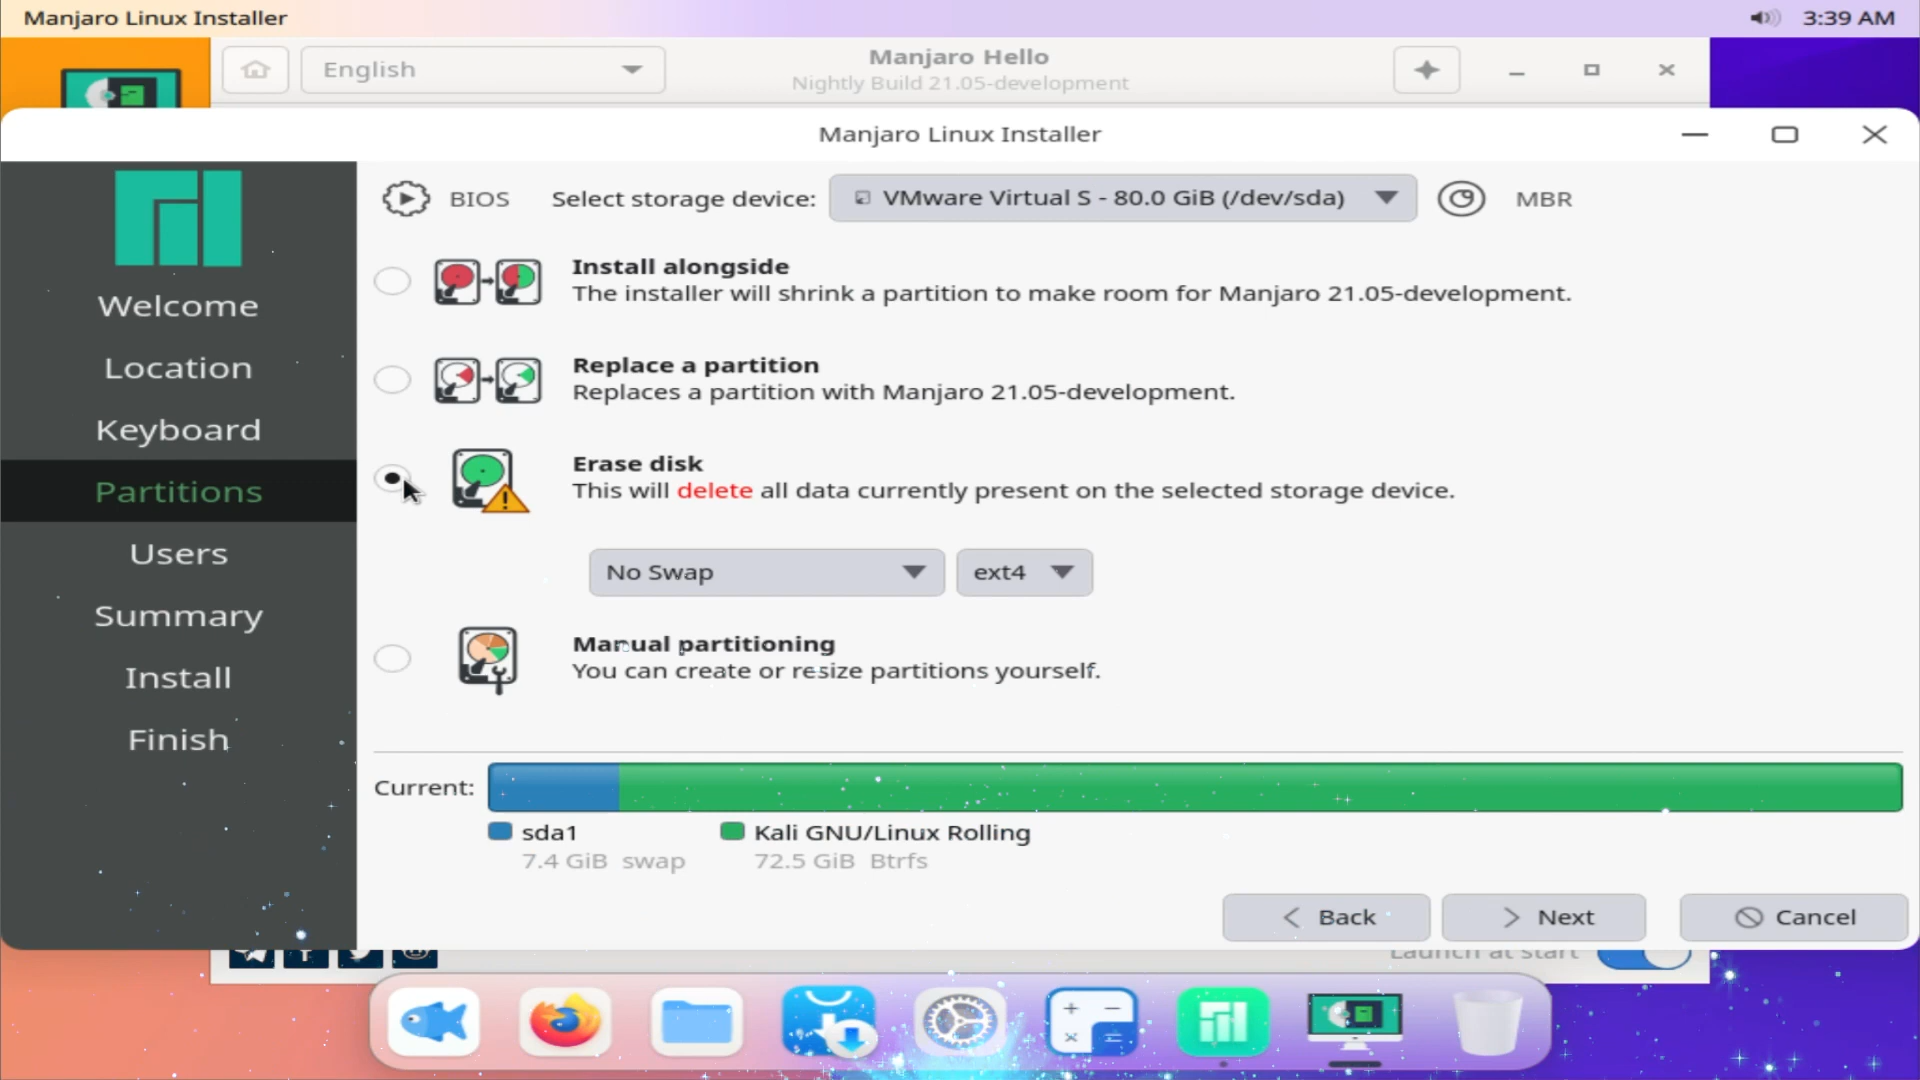 Manjaro Linux Installer
3:39 AM
English
Manjaro Hello
Nightly Build 21.05-development
Manjaro Linux Installer
BIOS
Select storage device:
VMware Virtual S - 80.0 GiB (/dev/sda)
MBR
Welcome
Location
Keyboard
Partitions
Users
Summary
Install
Finish
Install alongside
The installer will shrink a partition to make room for Manjaro 21.05-development.
Replace a partition
Replaces a partition with Manjaro 21.05-development.
Erase disk
This will delete all data currently present on the selected storage device.
No Swap
ext4
Manual partitioning
You can create or resize partitions yourself.
Current:
sda1
7.4 GiB swap
Kali GNU/Linux Rolling
72.5 GiB Btrfs
Back
Next
Cancel
Launch at start